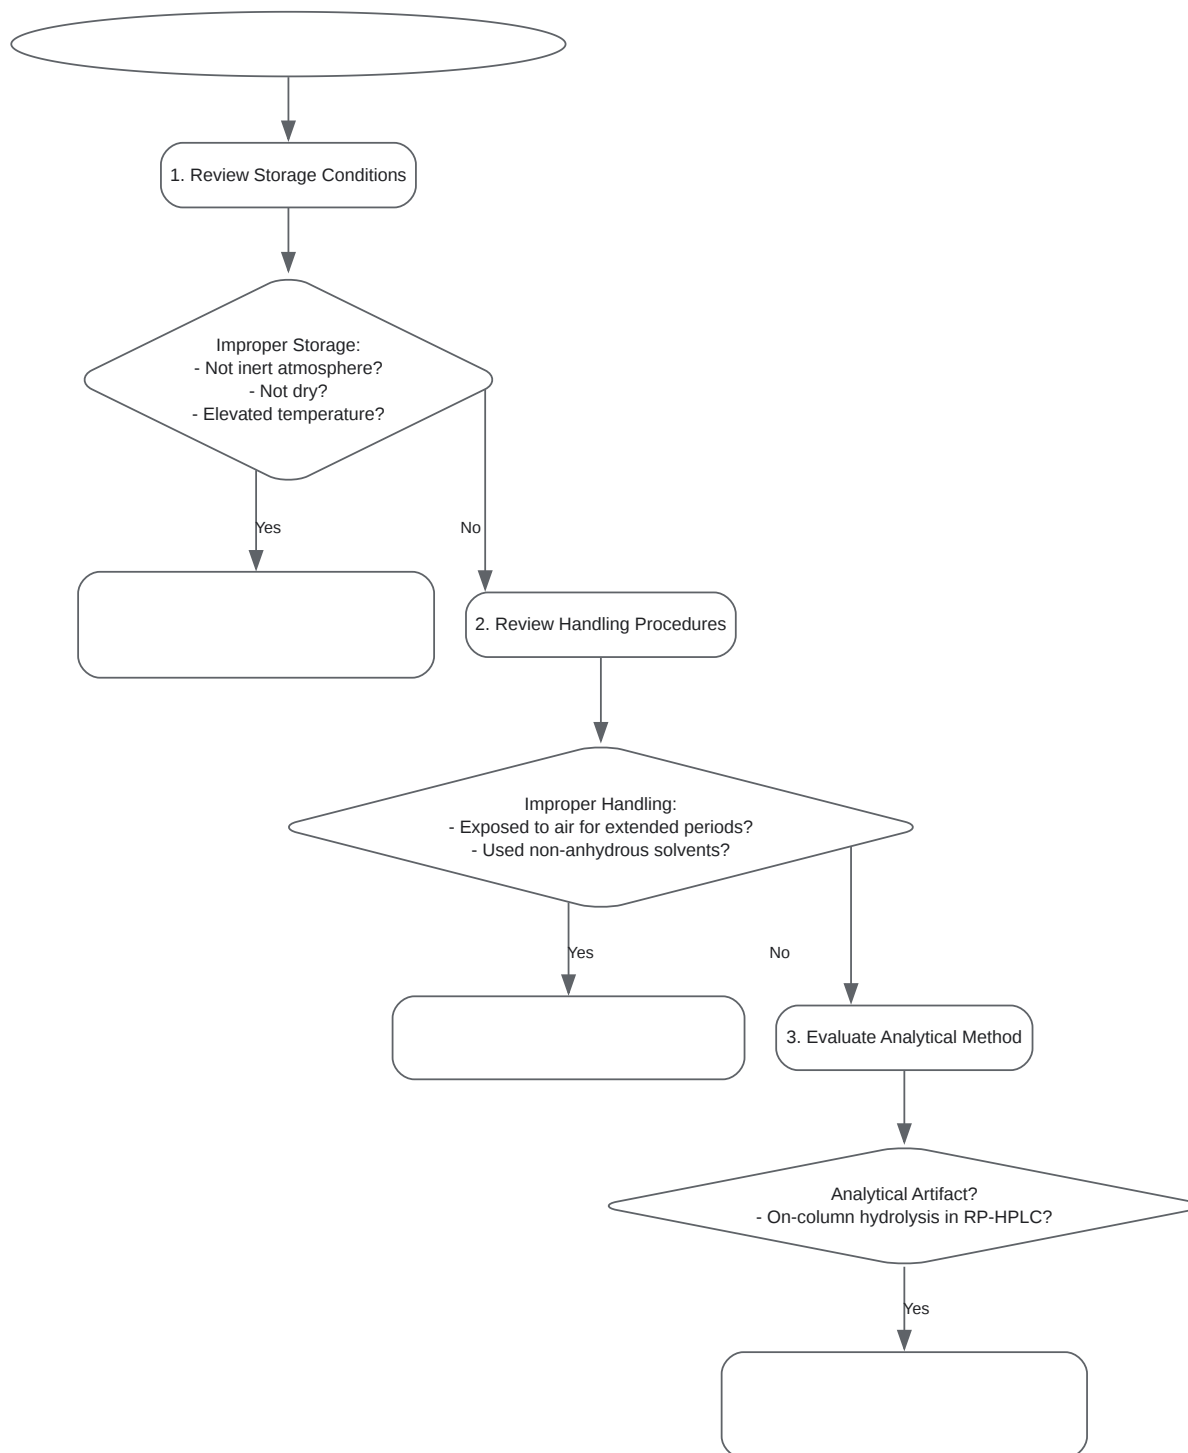 1. Review Storage Conditions
Improper Storage:
- Not inert atmosphere?
- Not dry?
- Elevated temperature?
Yes
No
2. Review Handling Procedures
Improper Handling:
- Exposed to air for extended periods?
- Used non-anhydrous solvents?
Yes
No
3. Evaluate Analytical Method
Analytical Artifact?
- On-column hydrolysis in RP-HPLC?
Yes